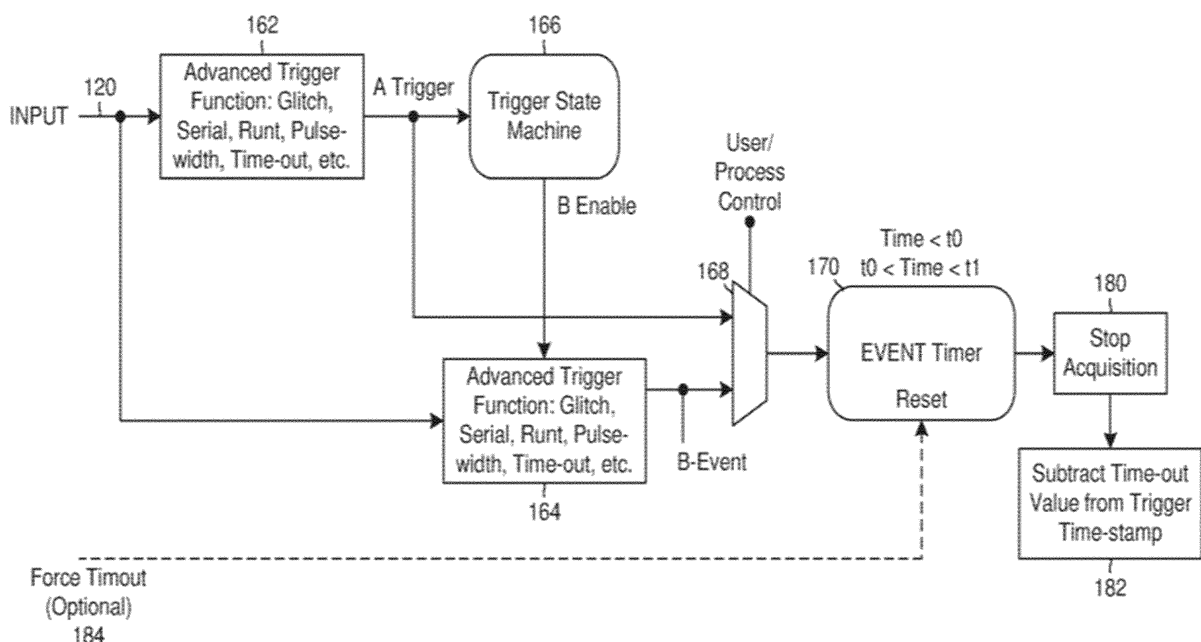 162
166
Advanced Trigger
Function: Glitch,
Serial, Runt, Pulse-
width, Time-out, etc.
INPUT
120
A Trigger
Trigger State
Machine
B Enable
User/
Process
Control
168
Time < t0
t0 < Time < t1
170
EVENT Timer
Reset
180
Stop
Acquisition
Advanced Trigger
Function: Glitch,
Serial, Runt, Pulse-
width, Time-out, etc.
164
B-Event
Subtract Time-out
Value from Trigger
Time-stamp
182
Force Timout
(Optional)
184